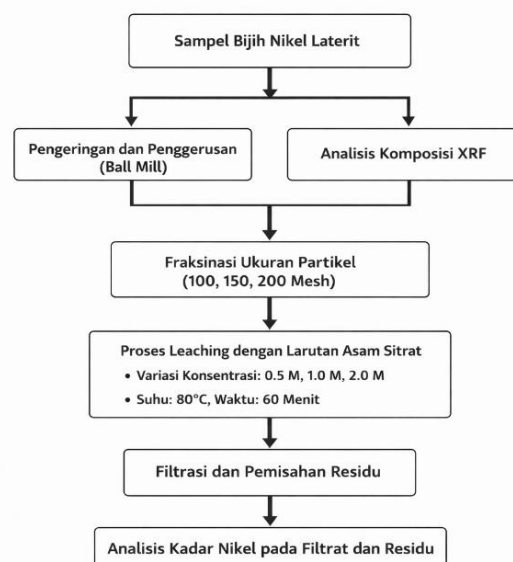 Sampel Bijih Nikel Laterit
Pengeringan dan Penggerusan
(Ball Mill)
Analisis Komposisi XRF
Fraksinasi Ukuran Partikel
(100, 150, 200 Mesh)
Proses Leaching dengan Larutan Asam Sitrat
• Variasi Konsentrasi: 0.5 M, 1.0 M, 2.0 M
• Suhu: 80°C, Waktu: 60 Menit
Filtrasi dan Pemisahan Residu
Analisis Kadar Nikel pada Filtrat dan Residu